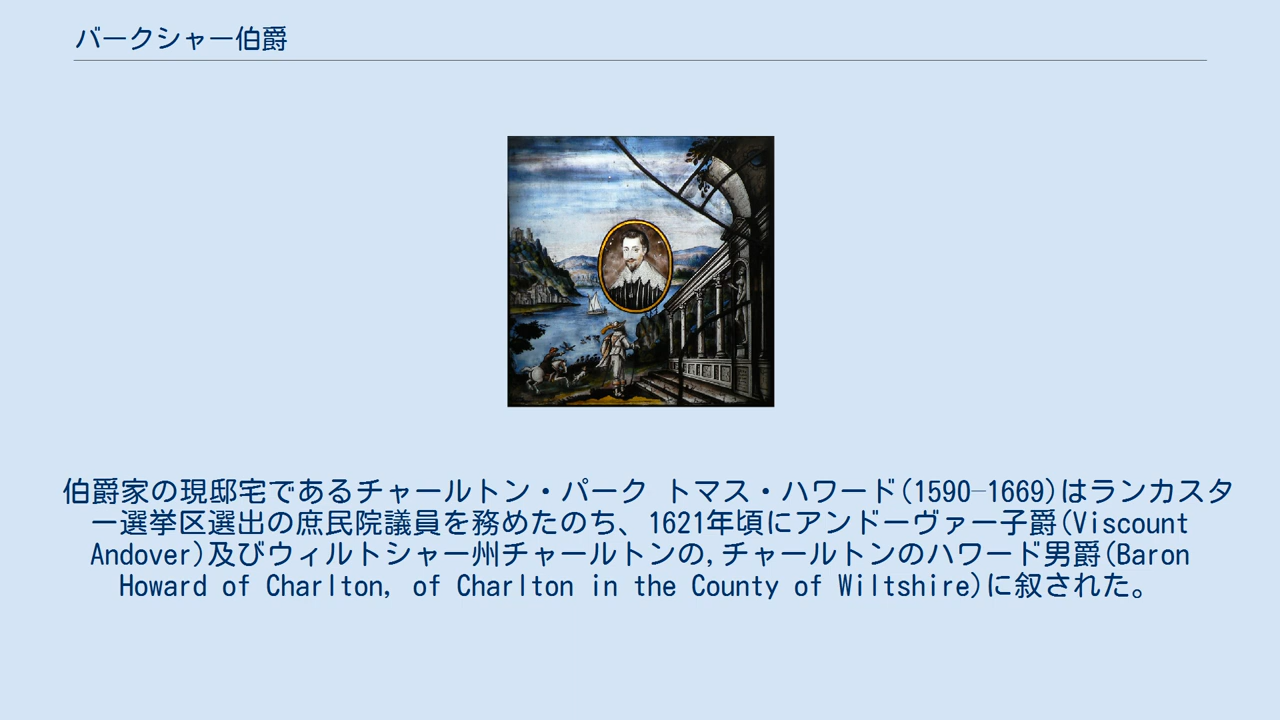 バークシャー伯爵
伯爵家の現邸宅であるチャールトン・パーク トマス・ハワード(1590–1669)はランカスタ
ー選挙区選出の庶民院議員を務めたのち、1621年頃にアンドーヴァー子爵(Viscount
Andover)及びウィルトシャー州チャールトンの,チャールトンのハワード男爵(Baron
Howard of Charlton, of Charlton in the County of Wiltshire)に叙された。